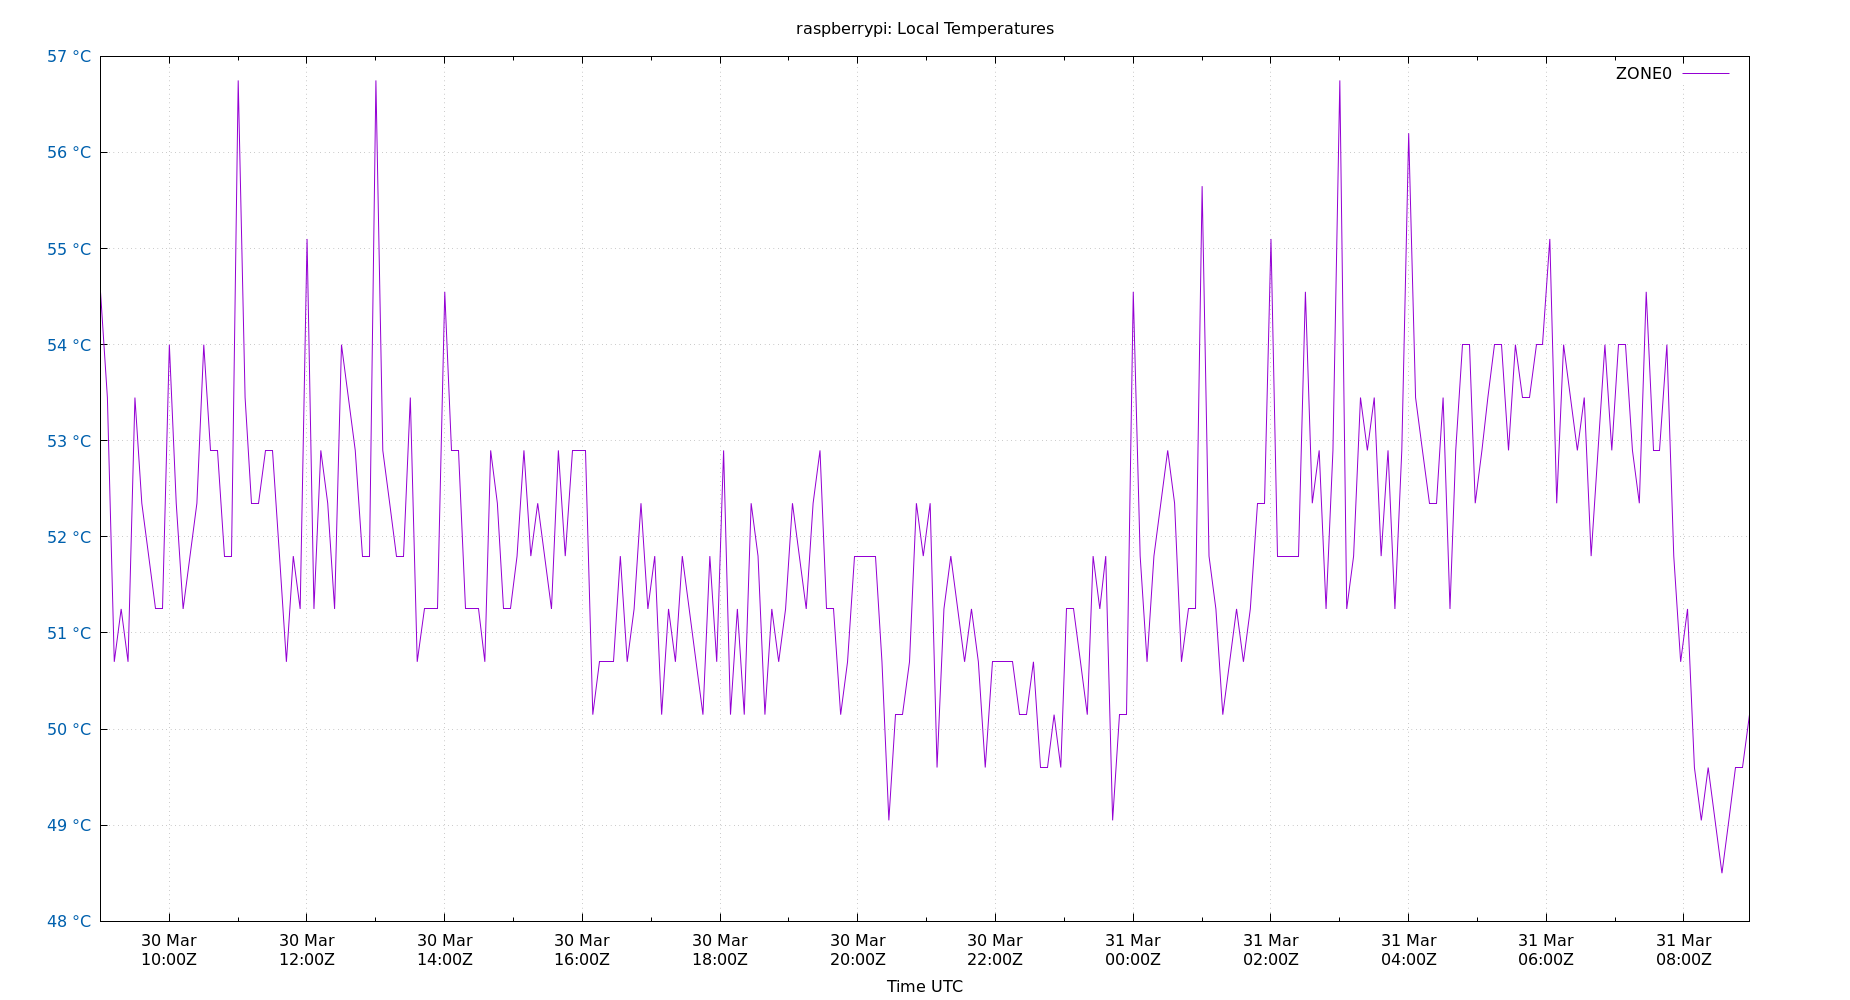 raspberrypi: Local Temperatures
ZONE0
57 °C
56 °C
55 °C
54 °C
53 °C
52 °C
51 °C
50 °C
49 °C
48 °C
30 Mar 30 Mar 30 Mar 30 Mar 30 Mar 30 Mar 30 Mar 31 Mar 31 Mar 31 Mar 31 Mar 31 Mar
10:00Z 12:00Z 14:00Z 16:00Z 18:00Z 20:00Z 22:00Z 00:00Z 02:00Z 04:00Z 06:00Z 08:00Z
Time UTC